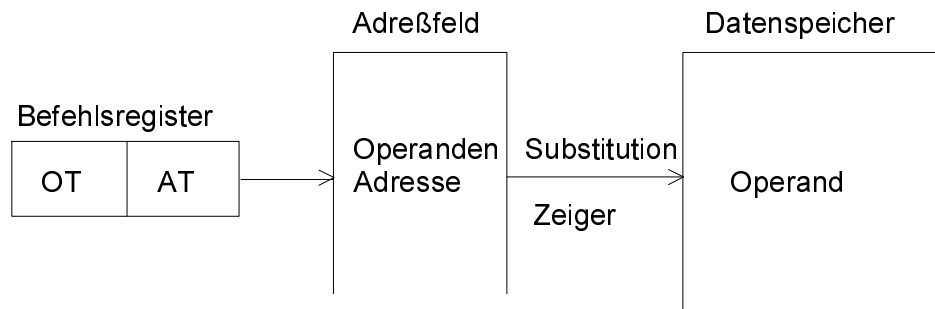 Adreßfeld
Datenspeicher
Befehlsregister
OT
AT
Operanden
Adresse
Substitution
Zeiger
Operand